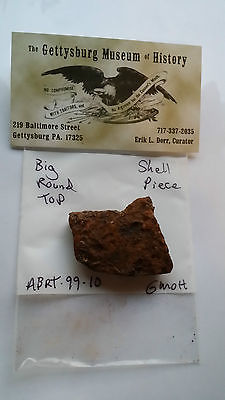 The Gettysburg Museum of History
NO COMPROMISE
WITH TRAITORS, AND
219 Baltimore Street
Gettysburg PA. 17325
717-337-2035
Erik L. Dorr, Curator
Big
Round
Top
Shell
Piece
ABRT-99-10